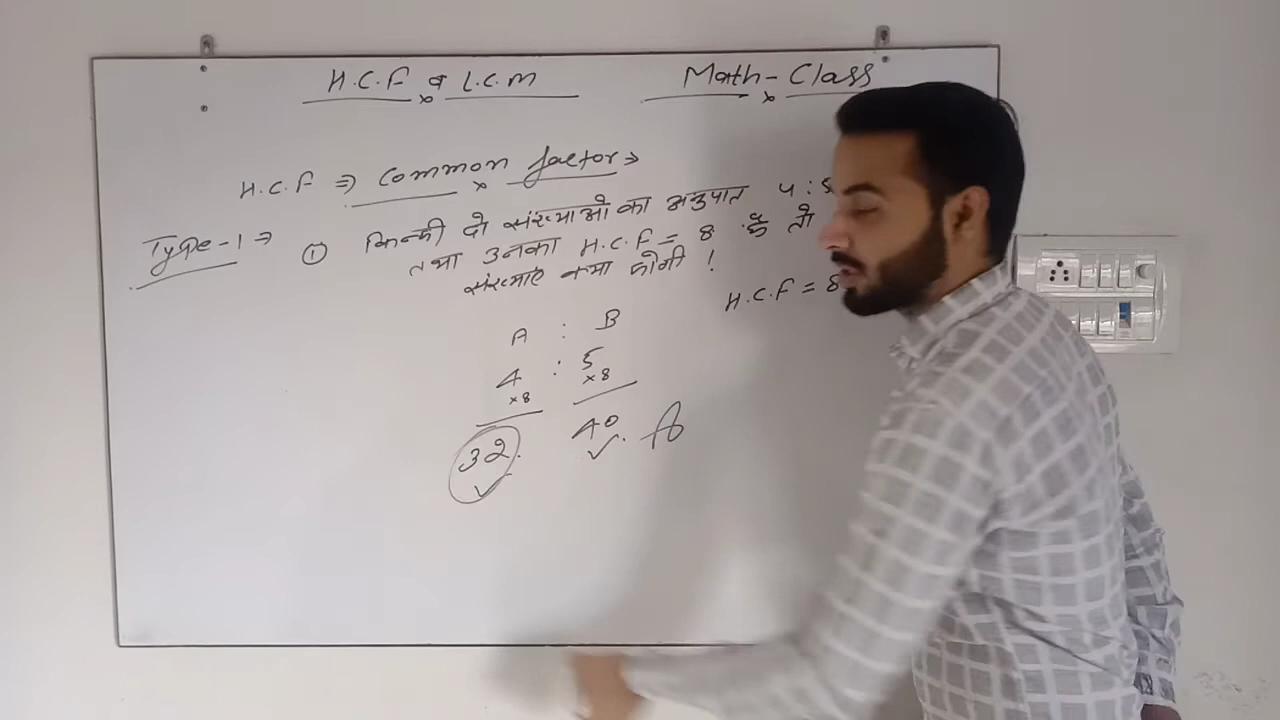 H.C.F व L.C.M
Math-Class
H.C.F ⇒ Common factor →
Type-1 ⇒ ① किन्ही दो संख्याओ का अनुपात 4:5
तथा उनका H.C.F = 8 है तो
संख्याएं क्या होगी !
H.C.F = 8
A : B
4 : 5
×8 ×8
32. 40.